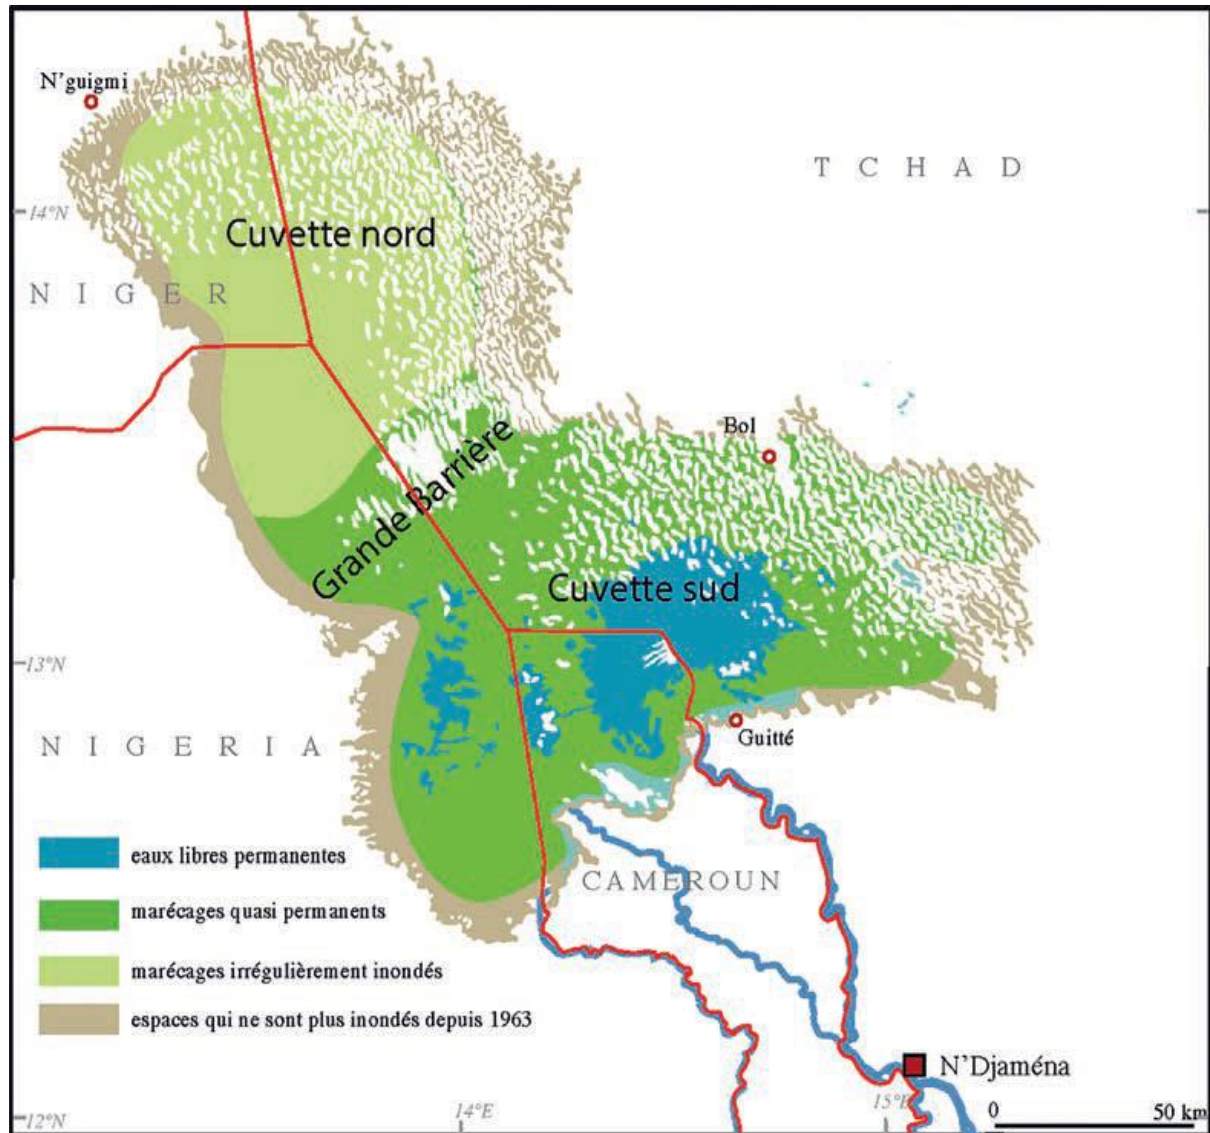 N'guigmi
TCHAD
14°N
Cuvette nord
NIGER
Bol
Grande Barrière
Cuvette sud
13°N
NIGERIA
Guitté
eaux libres permanentes
CAMEROUN
marécages quasi permanents
marécages irrégulièrement inondés
espaces qui ne sont plus inondés depuis 1963
N'Djaména
12°N
14°E
15°E
0
50 km